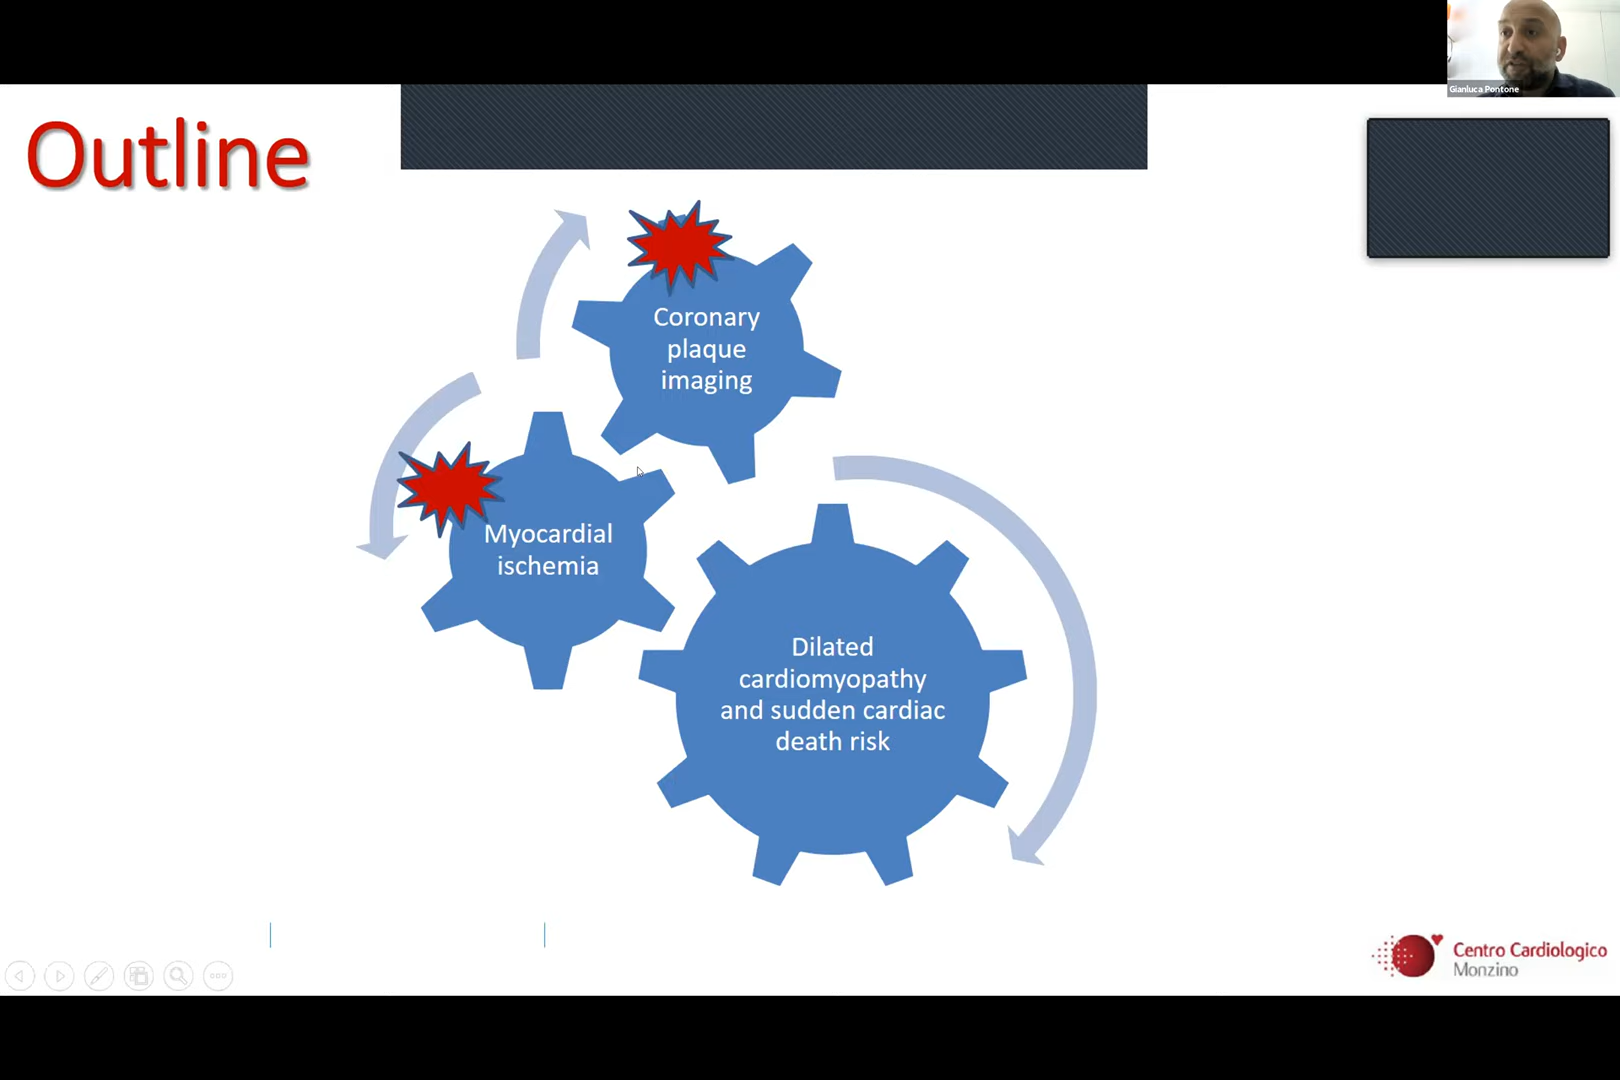 Gianluca Pontone
Outline
Coronary
plaque
imaging
Myocardial
ischemia
Dilated
cardiomyopathy
and sudden cardiac
death risk
Centro Cardiologico
Monzino